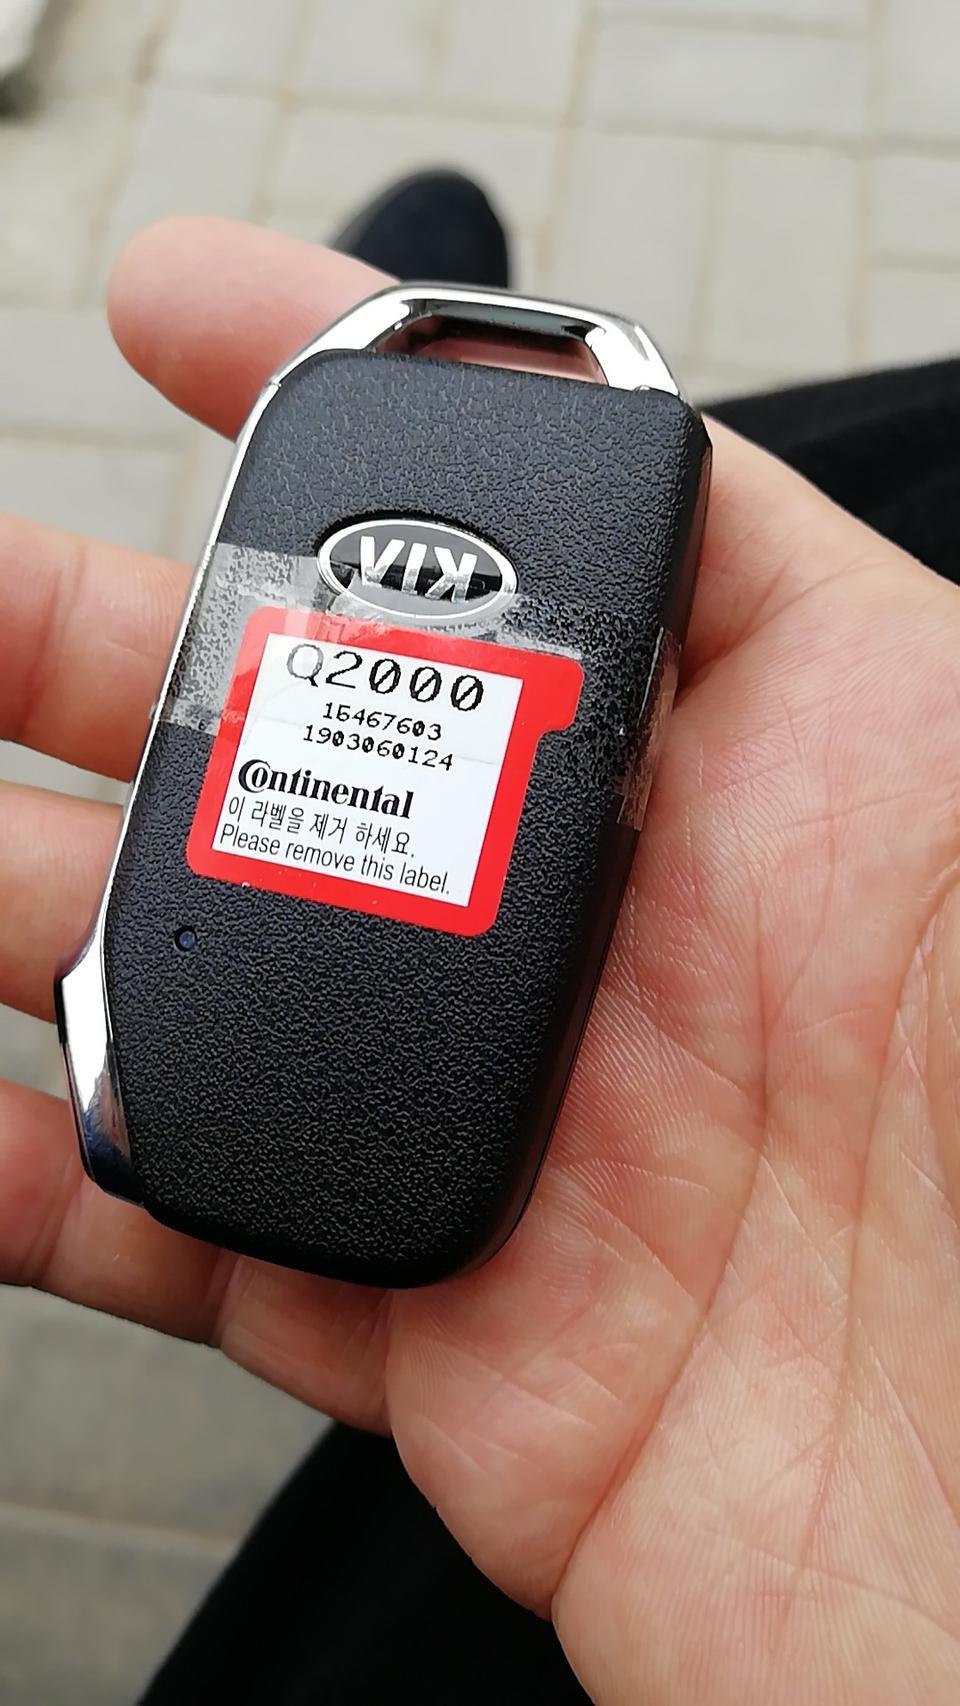 KIA
Q2000
15467603
1903060124
Continental
이 라벨을 제거 하세요.
Please remove this label.